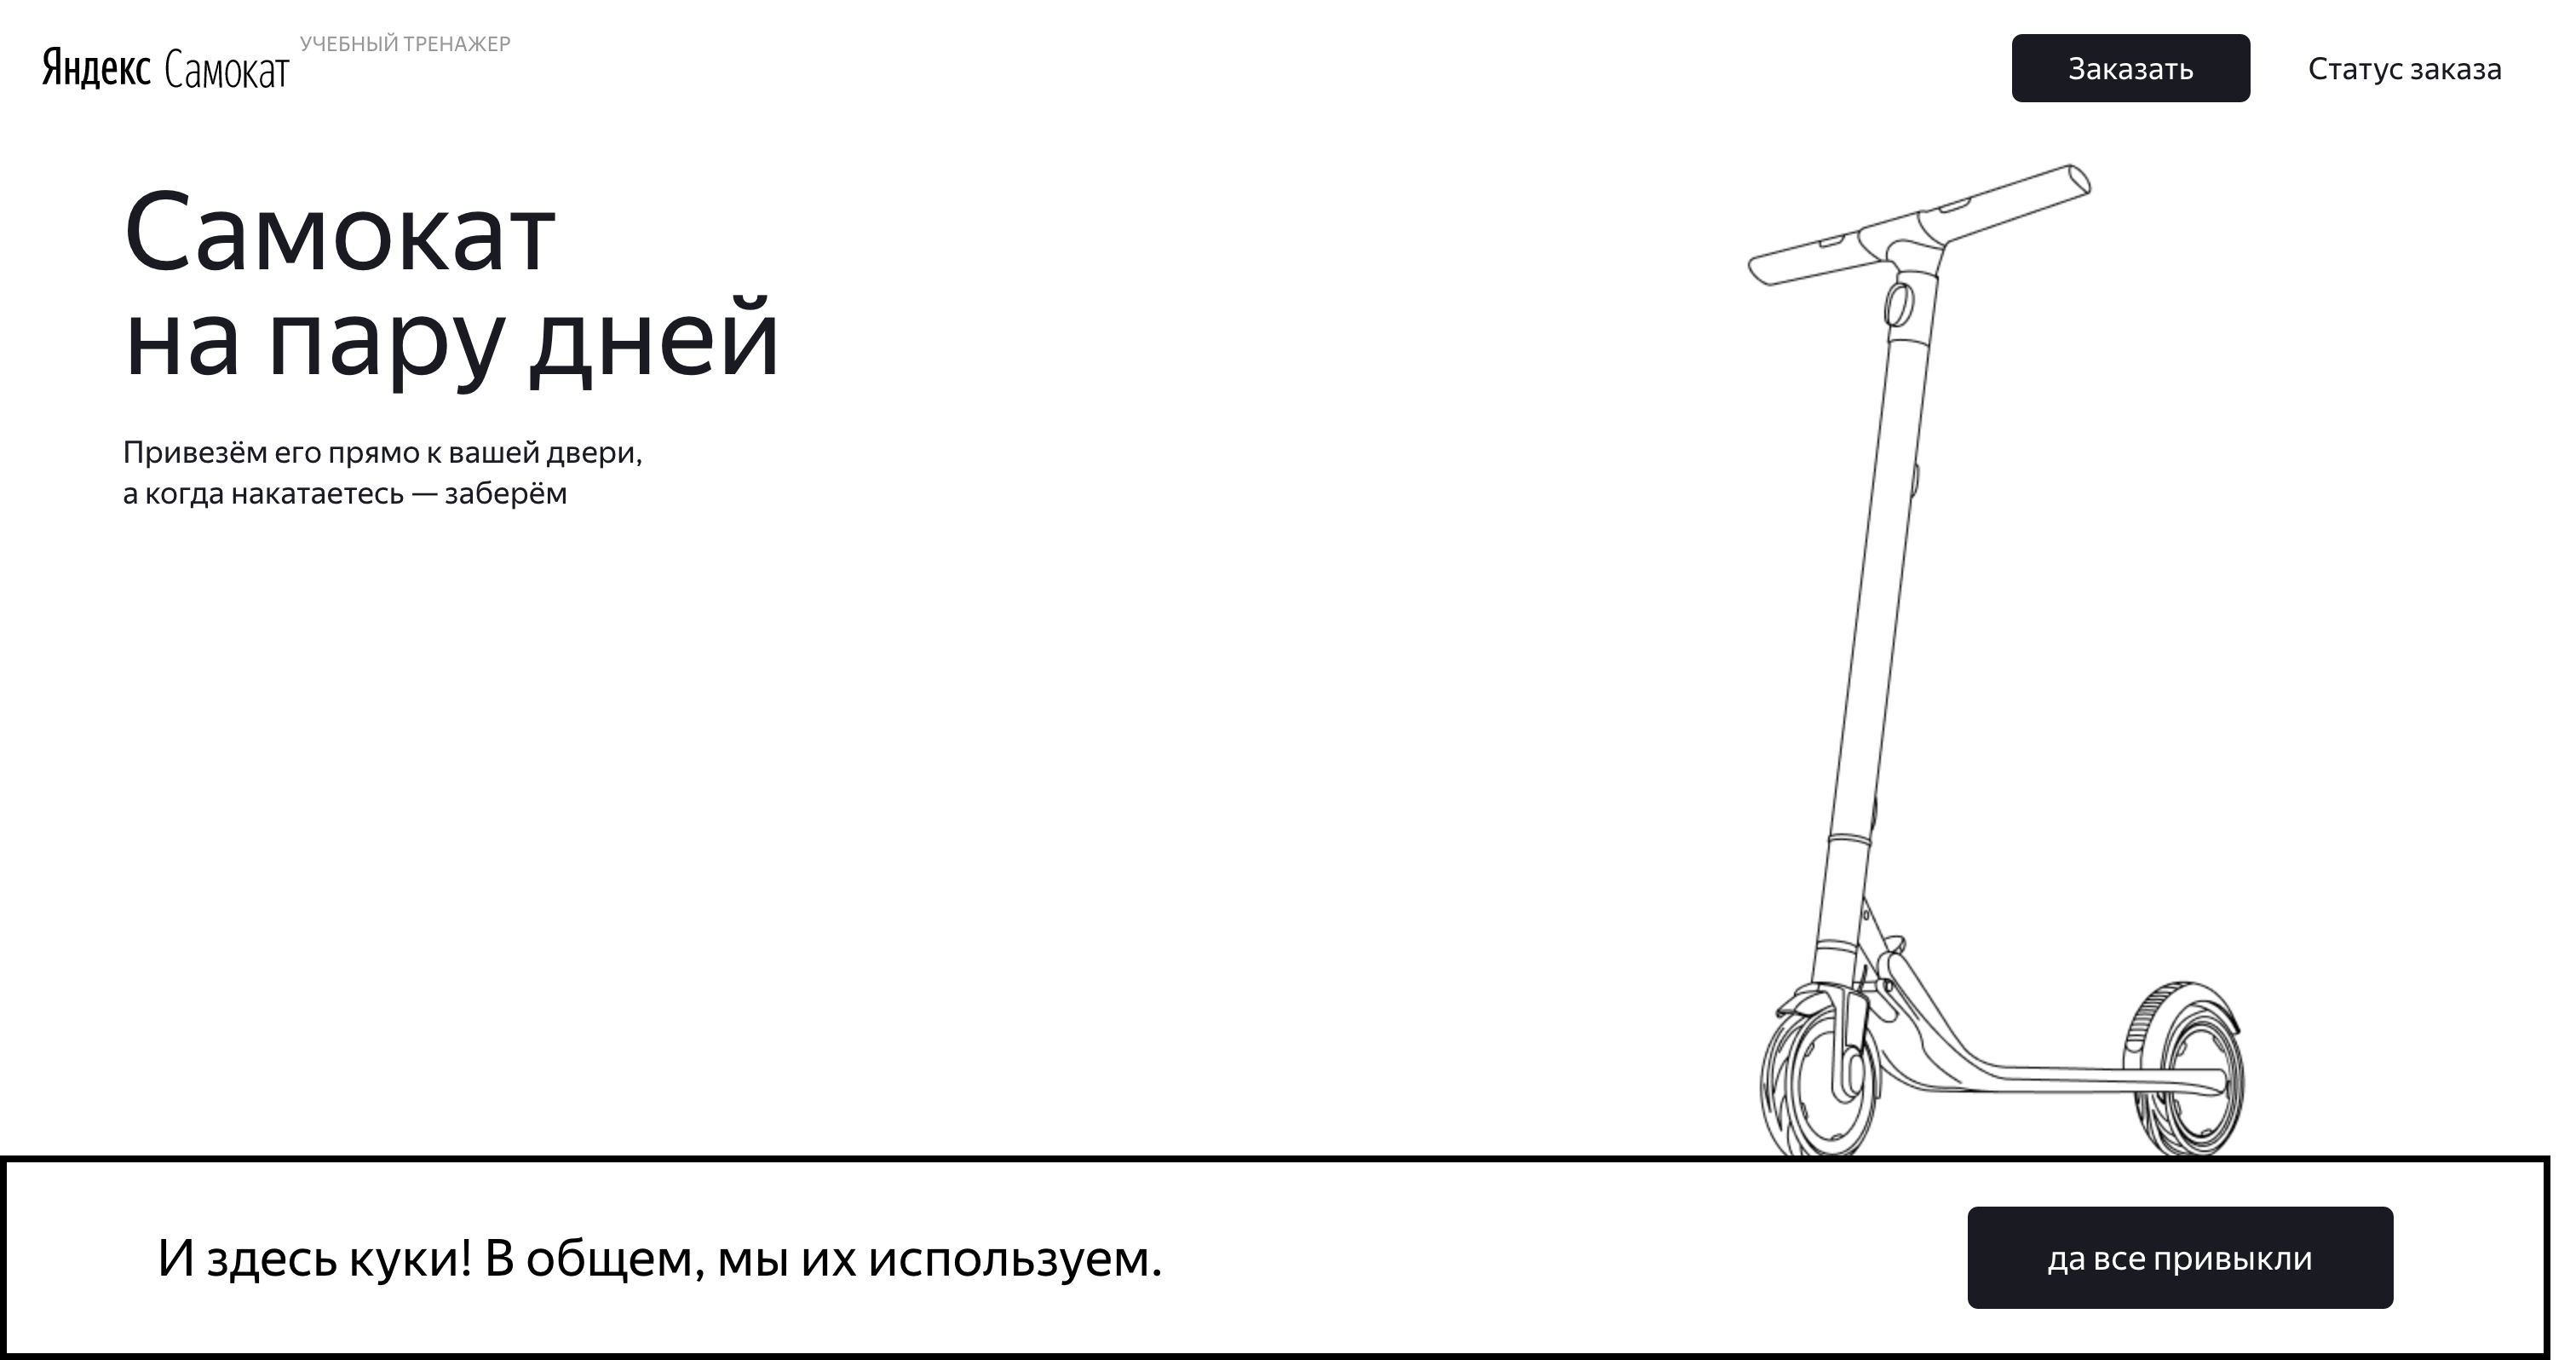 Яндекс Самокат УЧЕБНЫЙ ТРЕНАЖЕР
Заказать
Статус заказа
Самокат
на пару дней
Привезём его прямо к вашей двери,
а когда накатаетесь — заберём
И здесь куки! В общем, мы их используем.
да все привыкли